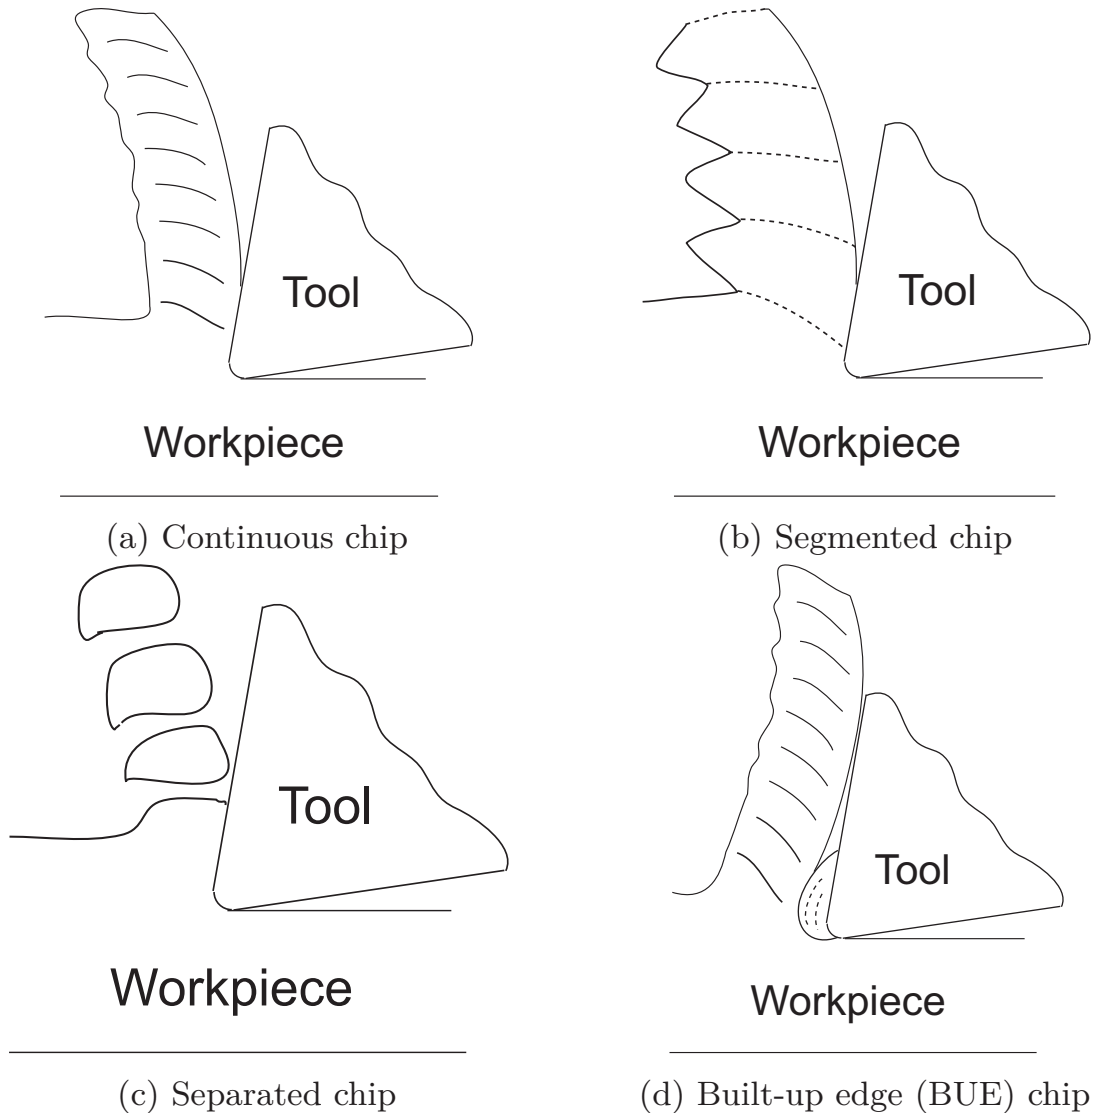 Tool
Workpiece
(a) Continuous chip
Tool
Workpiece
(b) Segmented chip
Tool
Workpiece
(c) Separated chip
Tool
Workpiece
(d) Built-up edge (BUE) chip